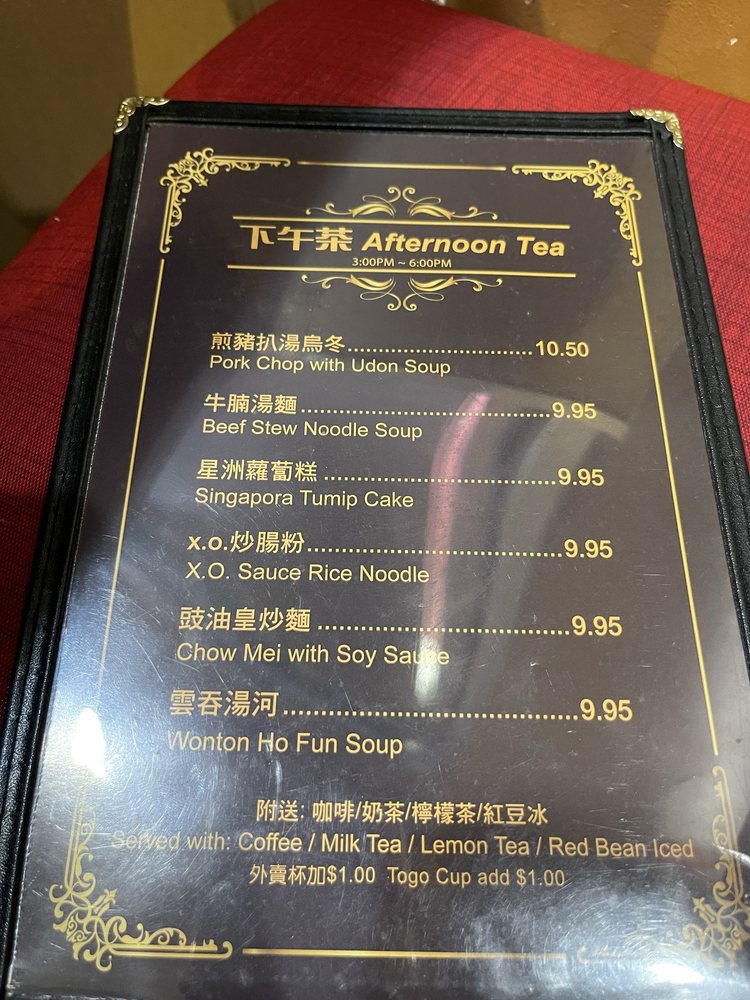 下午茶 Afternoon Tea
3:00PM ~ 6:00PM
煎豬扒湯烏冬..............................10.50
Pork Chop with Udon Soup
牛腩湯麵........................................9.95
Beef Stew Noodle Soup
星洲蘿蔔糕.....................................9.95
Singapora Tumip Cake
X.O.炒腸粉.......................................9.95
X.O. Sauce Rice Noodle
豉油皇炒麵.....................................9.95
Chow Mei with Soy Sauce
雲吞湯河...........................................9.95
Wonton Ho Fun Soup
附送: 咖啡/奶茶/檸檬茶/紅豆冰
Served with: Coffee / Milk Tea / Lemon Tea / Red Bean Iced
外賣杯加$1.00 Togo Cup add $1.00